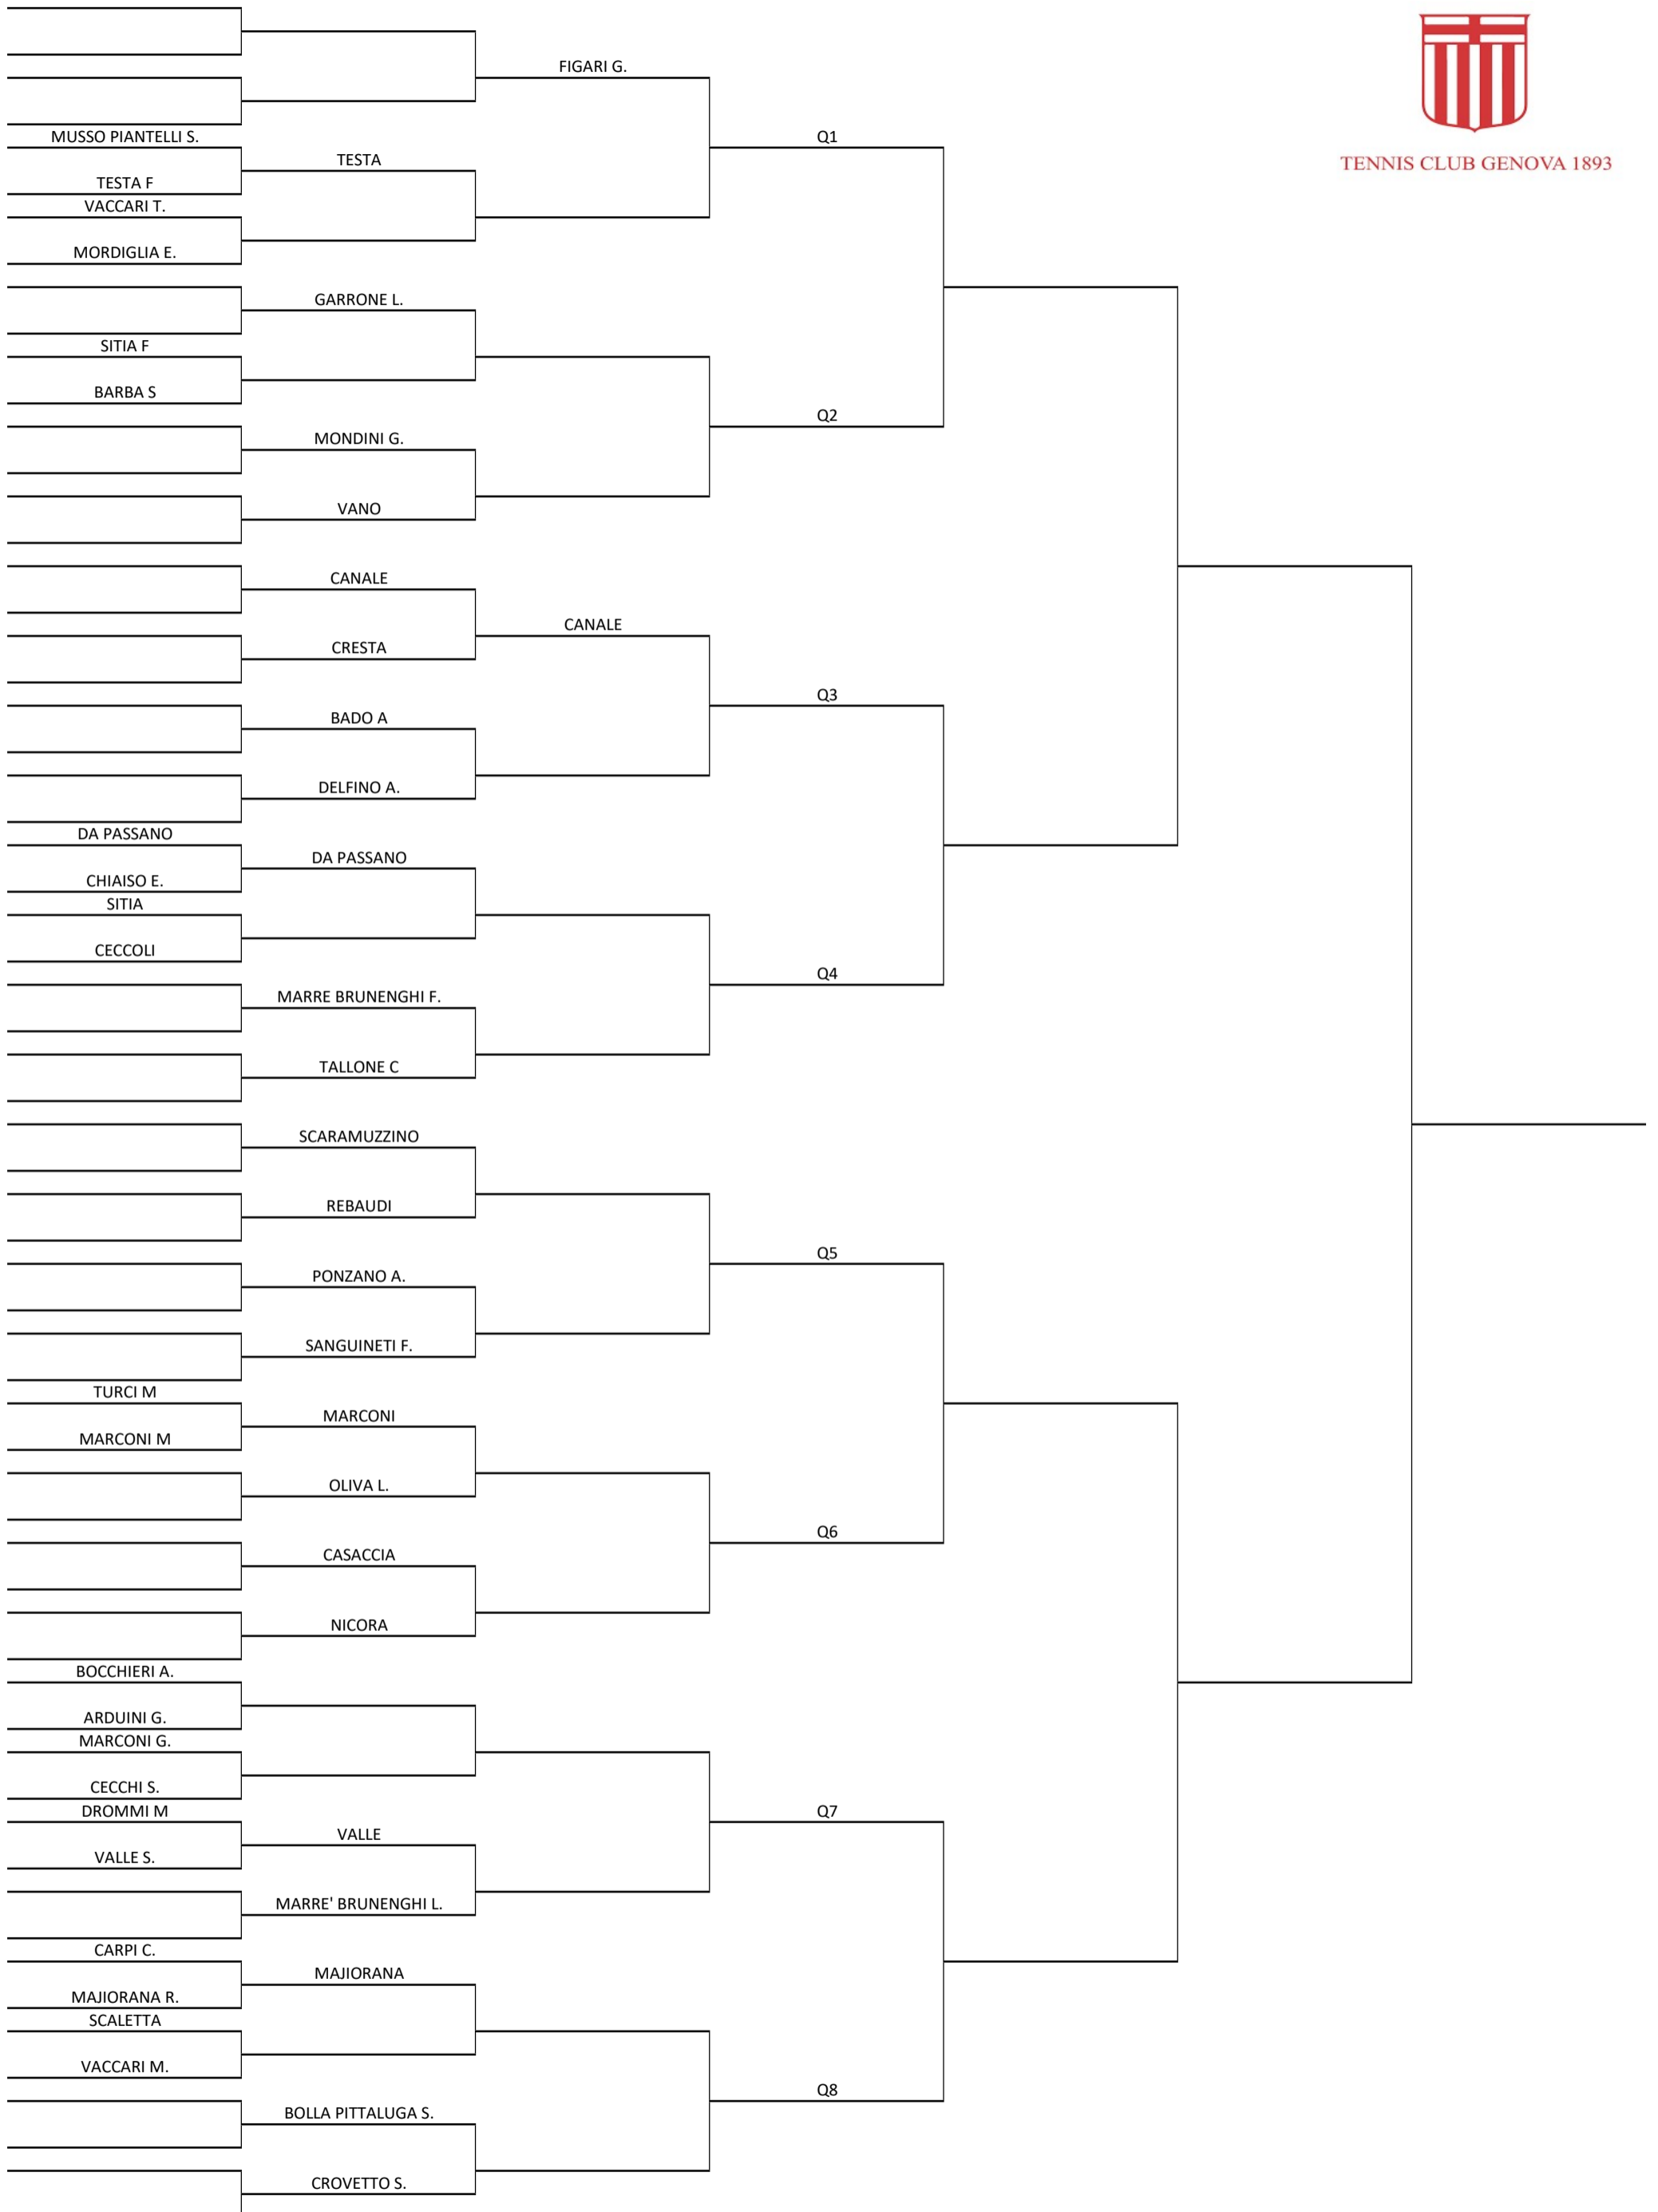 FIGARI G.
MUSSO PIANTELLI S.
Q1
TESTA
TENNIS CLUB GENOVA 1893
TESTA F
VACCARI T.
MORDIGLIA E.
GARRONE L.
SITIA F
BARBA S
Q2
MONDINI G.
VANO
CANALE
CANALE
CRESTA
Q3
BADO A
DELFINO A.
DA PASSANO
DA PASSANO
CHIAISO E.
SITIA
CECCOLI
Q4
MARRE BRUNENGHI F.
TALLONE C
SCARAMUZZINO
REBAUDI
Q5
PONZANO A.
SANGUINETI F.
TURCI M
MARCONI
MARCONI M
OLIVA L.
Q6
CASACCIA
NICORA
BOCCHIERI A.
ARDUINI G.
MARCONI G.
CECCHI S.
DROMMI M
Q7
VALLE
VALLE S.
MARRE' BRUNENGHI L.
CARPI C.
MAJIORANA
MAJIORANA R.
SCALETTA
VACCARI M.
Q8
BOLLA PITTALUGA S.
CROVETTO S.